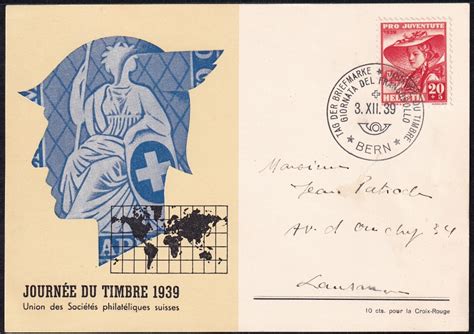 PRO JUVENTUTE
1939
20+5
HELVETIA
TAG DER BRIEFMARKE * JOURNÉE DU TIMBRE
GIORNATA DEL FRANCOBOLLO
3. XII. 39
* BERN *
Monsieur
Jean
Av. d'ouchy 34
Lausanne
10 cts. pour la Croix-Rouge
JOURNÉE DU TIMBRE 1939
Union des Sociétés philatéliques suisses